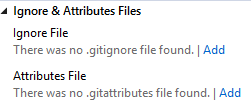 Ignore & Attributes Files
Ignore File
There was no .gitignore file found. | Add
Attributes File
There was no .gitattributes file found. | Add